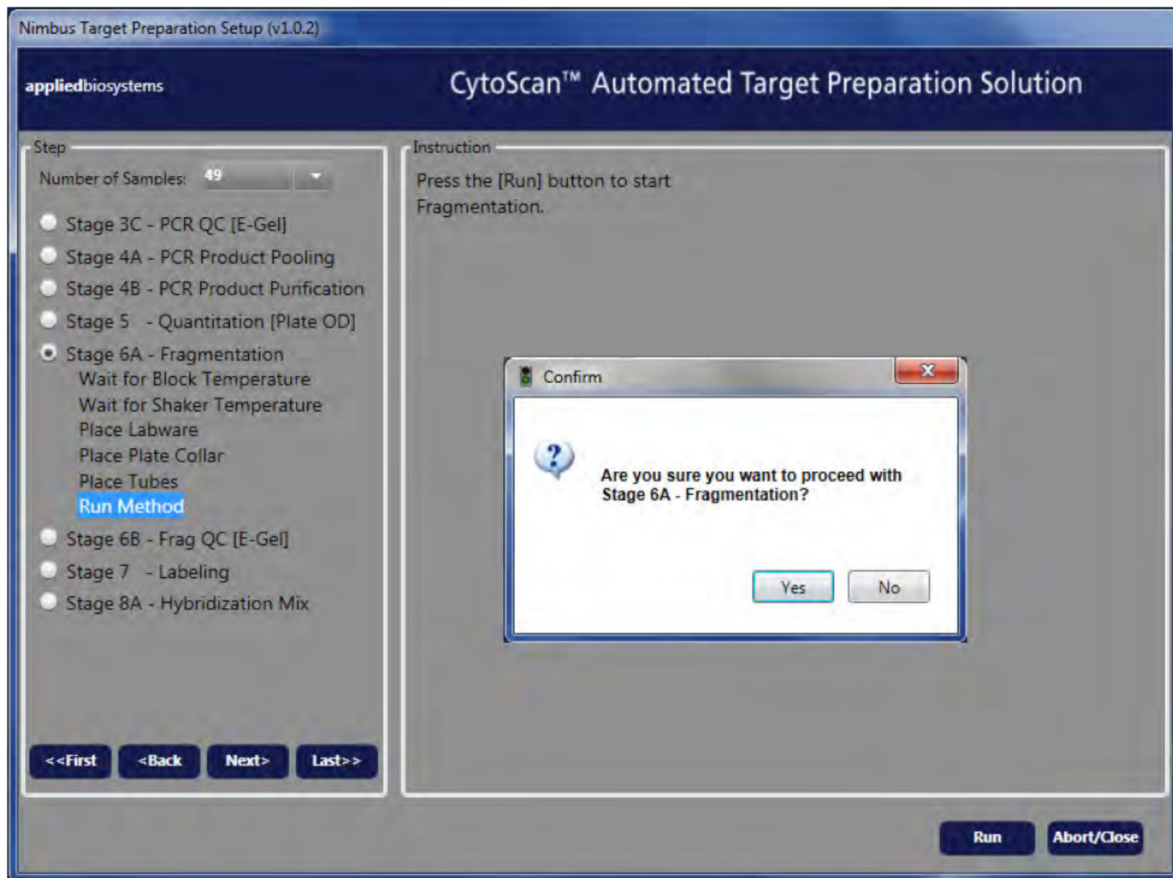 Nimbus Target Preparation Setup (v1.0.2)
appliedbiosystems
CytoScan™ Automated Target Preparation Solution
Step
Number of Samples: 49
Stage 3C - PCR QC [E-Gel]
Stage 4A - PCR Product Pooling
Stage 4B - PCR Product Purification
Stage 5 - Quantitation [Plate OD]
Stage 6A - Fragmentation
Wait for Block Temperature
Wait for Shaker Temperature
Place Labware
Place Plate Collar
Place Tubes
Run Method
Stage 6B - Frag QC [E-Gel]
Stage 7 - Labeling
Stage 8A - Hybridization Mix
<<First <Back Next> Last>>
Instruction
Press the [Run] button to start
Fragmentation.
Confirm
Are you sure you want to proceed with
Stage 6A - Fragmentation?
Yes No
Run Abort/Close